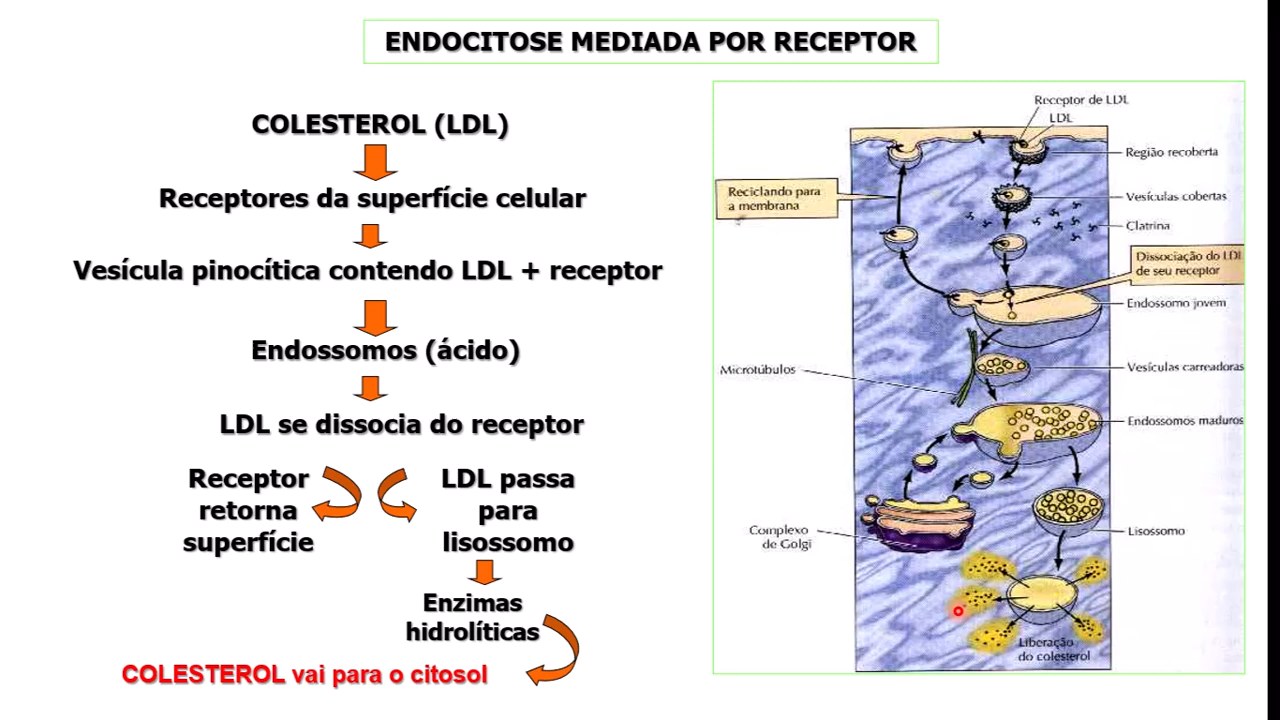 ENDOCITOSE MEDIADA POR RECEPTOR
COLESTEROL (LDL)
Receptores da superfície celular
Vesícula pinocítica contendo LDL + receptor
Endossomos (ácido)
LDL se dissocia do receptor
Receptor
retorna
superfície
LDL passa
para
lisossomo
Enzimas
hidrolíticas
COLESTEROL vai para o citosol
Receptor de LDL
LDL
Região recoberta
Reciclando para
a membrana
Vesículas cobertas
Clatrina
Dissociação do LDL
de seu receptor
Endossomo jovem
Microtúbulos
Vesículas carreadoras
Endossomos maduros
Complexo
de Golgi
Lisossomo
Liberação
do colesterol